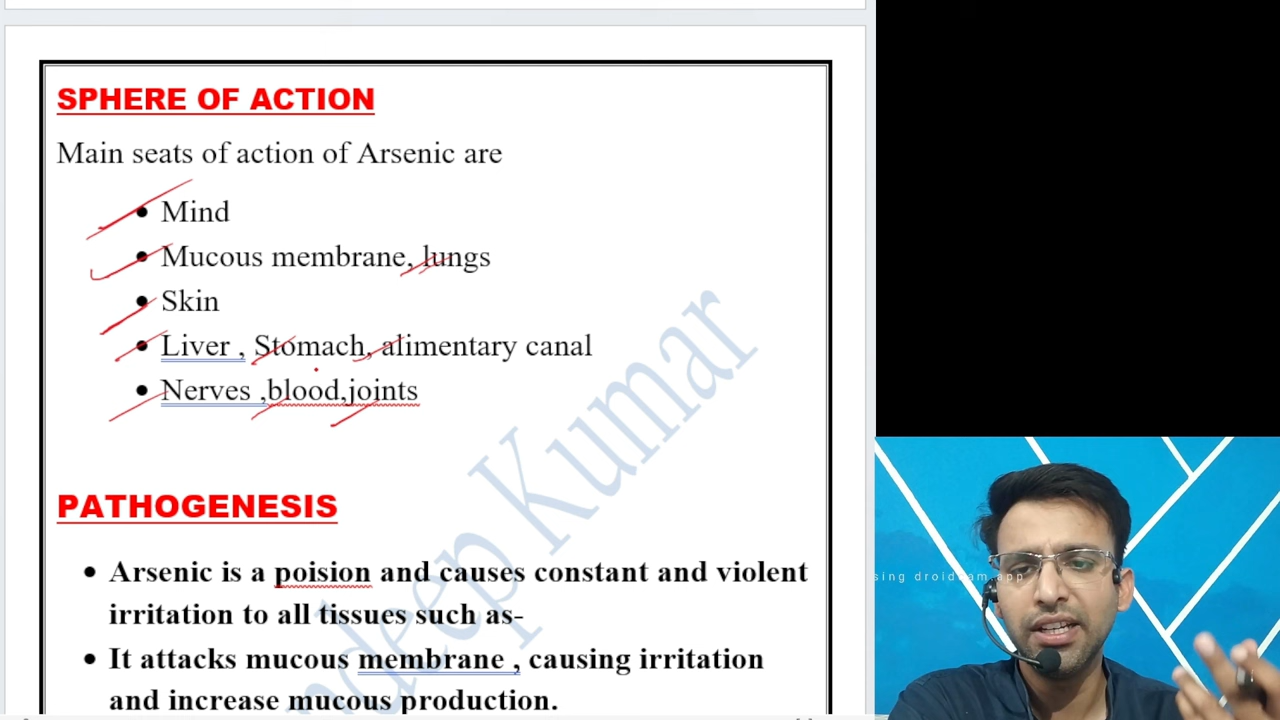 SPHERE OF ACTION
Main seats of action of Arsenic are
• Mind
• Mucous membrane, lungs
• Skin
• Liver , Stomach, alimentary canal
• Nerves ,blood,joints
PATHOGENESIS
• Arsenic is a poision and causes constant and violent
irritation to all tissues such as-
• It attacks mucous membrane , causing irritation
and increase mucous production.
Kumar
app